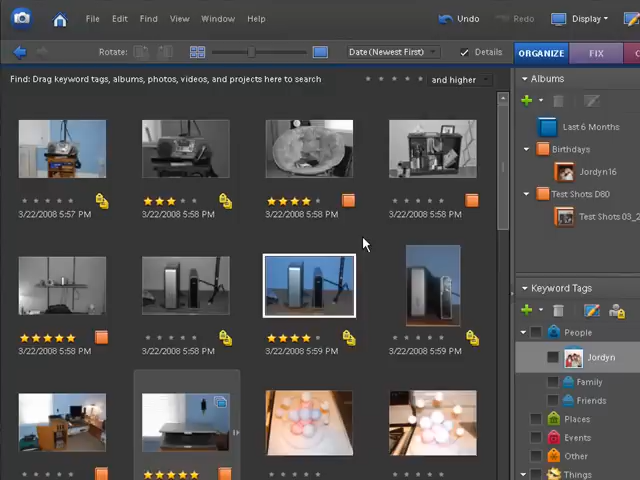 File Edit Find View Window Help Undo Redo Display
Rotate: Date (Newest First) Details ORGANIZE FIX
Find: Drag keyword tags, albums, photos, videos, and projects here to search and higher
Albums
Last 6 Months
Birthdays
Jordyn16
Test Shots D80
Test Shots 03_2
3/22/2008 5:57 PM 3/22/2008 5:58 PM 3/22/2008 5:58 PM 3/22/2008 5:58 PM
Keyword Tags
People
Jordyn
Family
Friends
Places
Events
Other
Things
3/22/2008 5:58 PM 3/22/2008 5:58 PM 3/22/2008 5:59 PM 3/22/2008 5:59 PM